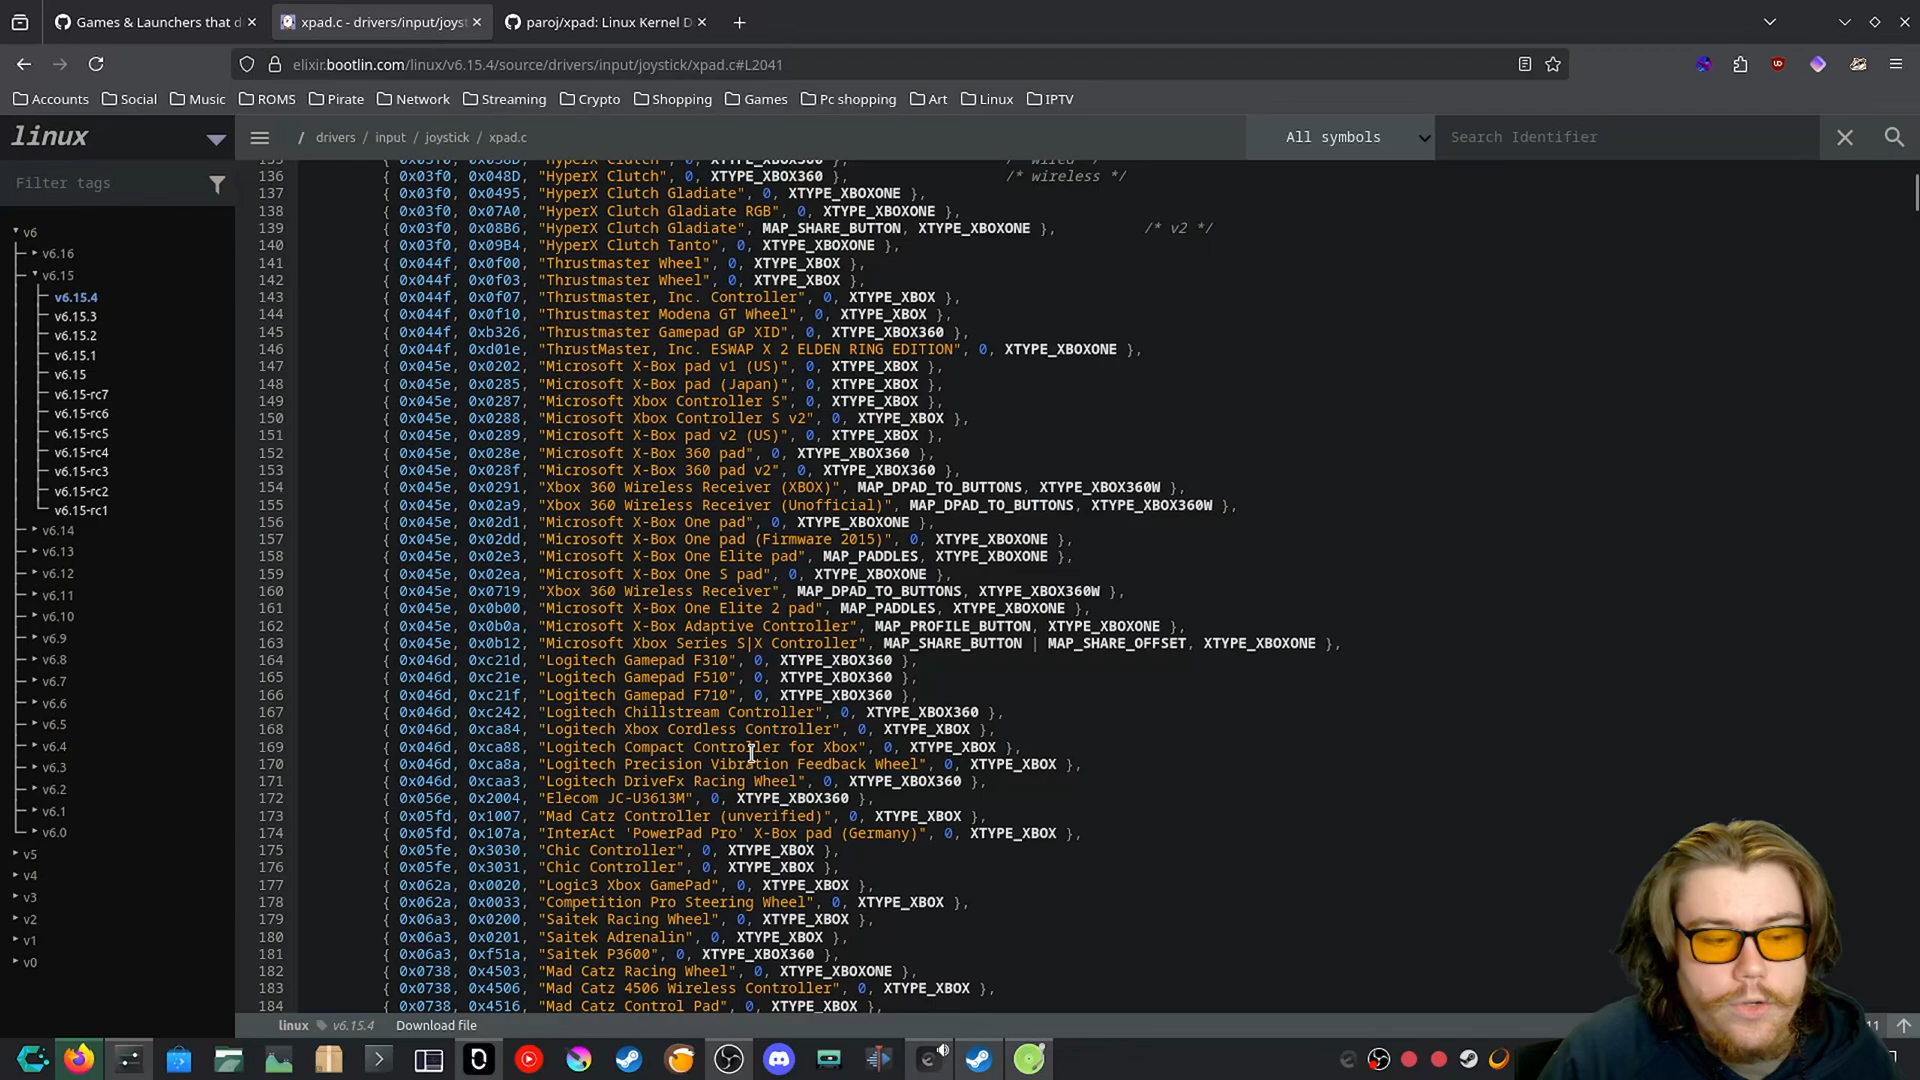 Games & Launchers that d
xpad.c - drivers/input/joyst
paroj/xpad: Linux Kernel D
elixir.bootlin.com/linux/v6.15.4/source/drivers/input/joystick/xpad.c#L2041
Accounts Social Music ROMS Pirate Network Streaming Crypto Shopping Games Pc shopping Art Linux IPTV
linux
/ drivers / input / joystick / xpad.c
All symbols
Search Identifier
Filter tags
v6
v6.16
v6.15
v6.15.4
v6.15.3
v6.15.2
v6.15.1
v6.15
v6.15-rc7
v6.15-rc6
v6.15-rc5
v6.15-rc4
v6.15-rc3
v6.15-rc2
v6.15-rc1
v6.14
v6.13
v6.12
v6.11
v6.10
v6.9
v6.8
v6.7
v6.6
v6.5
v6.4
v6.3
v6.2
v6.1
v6.0
v5
v4
v3
v2
v1
v0
136 { 0x03f0, 0x048D, "HyperX Clutch", 0, XTYPE_XBOX360 }, /* wireless */
137 { 0x03f0, 0x0495, "HyperX Clutch Gladiate", 0, XTYPE_XBOXONE },
138 { 0x03f0, 0x07A0, "HyperX Clutch Gladiate RGB", 0, XTYPE_XBOXONE },
139 { 0x03f0, 0x08B6, "HyperX Clutch Gladiate", MAP_SHARE_BUTTON, XTYPE_XBOXONE }, /* v2 */
140 { 0x03f0, 0x09B4, "HyperX Clutch Tanto", 0, XTYPE_XBOXONE },
141 { 0x044f, 0x0f00, "Thrustmaster Wheel", 0, XTYPE_XBOX },
142 { 0x044f, 0x0f03, "Thrustmaster Wheel", 0, XTYPE_XBOX },
143 { 0x044f, 0x0f07, "Thrustmaster, Inc. Controller", 0, XTYPE_XBOX },
144 { 0x044f, 0x0f10, "Thrustmaster Modena GT Wheel", 0, XTYPE_XBOX },
145 { 0x044f, 0xb326, "Thrustmaster Gamepad GP XID", 0, XTYPE_XBOX360 },
146 { 0x044f, 0xd01e, "ThrustMaster, Inc. ESWAP X 2 ELDEN RING EDITION", 0, XTYPE_XBOXONE },
147 { 0x045e, 0x0202, "Microsoft X-Box pad v1 (US)", 0, XTYPE_XBOX },
148 { 0x045e, 0x0285, "Microsoft X-Box pad (Japan)", 0, XTYPE_XBOX },
149 { 0x045e, 0x0287, "Microsoft Xbox Controller S", 0, XTYPE_XBOX },
150 { 0x045e, 0x0288, "Microsoft Xbox Controller S v2", 0, XTYPE_XBOX },
151 { 0x045e, 0x0289, "Microsoft X-Box pad v2 (US)", 0, XTYPE_XBOX },
152 { 0x045e, 0x028e, "Microsoft X-Box 360 pad", 0, XTYPE_XBOX360 },
153 { 0x045e, 0x028f, "Microsoft X-Box 360 pad v2", 0, XTYPE_XBOX360 },
154 { 0x045e, 0x0291, "Xbox 360 Wireless Receiver (XBOX)", MAP_DPAD_TO_BUTTONS, XTYPE_XBOX360W },
155 { 0x045e, 0x02a9, "Xbox 360 Wireless Receiver (Unofficial)", MAP_DPAD_TO_BUTTONS, XTYPE_XBOX360W },
156 { 0x045e, 0x02d1, "Microsoft X-Box One pad", 0, XTYPE_XBOXONE },
157 { 0x045e, 0x02dd, "Microsoft X-Box One pad (Firmware 2015)", 0, XTYPE_XBOXONE },
158 { 0x045e, 0x02e3, "Microsoft X-Box One Elite pad", MAP_PADDLES, XTYPE_XBOXONE },
159 { 0x045e, 0x02ea, "Microsoft X-Box One S pad", 0, XTYPE_XBOXONE },
160 { 0x045e, 0x0719, "Xbox 360 Wireless Receiver", MAP_DPAD_TO_BUTTONS, XTYPE_XBOX360W },
161 { 0x045e, 0x0b00, "Microsoft X-Box One Elite 2 pad", MAP_PADDLES, XTYPE_XBOXONE },
162 { 0x045e, 0x0b0a, "Microsoft X-Box Adaptive Controller", MAP_PROFILE_BUTTON, XTYPE_XBOXONE },
163 { 0x045e, 0x0b12, "Microsoft Xbox Series S|X Controller", MAP_SHARE_BUTTON | MAP_SHARE_OFFSET, XTYPE_XBOXONE },
164 { 0x046d, 0xc21d, "Logitech Gamepad F310", 0, XTYPE_XBOX360 },
165 { 0x046d, 0xc21e, "Logitech Gamepad F510", 0, XTYPE_XBOX360 },
166 { 0x046d, 0xc21f, "Logitech Gamepad F710", 0, XTYPE_XBOX360 },
167 { 0x046d, 0xc242, "Logitech Chillstream Controller", 0, XTYPE_XBOX360 },
168 { 0x046d, 0xca84, "Logitech Xbox Cordless Controller", 0, XTYPE_XBOX },
169 { 0x046d, 0xca88, "Logitech Compact Controller for Xbox", 0, XTYPE_XBOX },
170 { 0x046d, 0xca8a, "Logitech Precision Vibration Feedback Wheel", 0, XTYPE_XBOX },
171 { 0x046d, 0xcaa3, "Logitech DriveFx Racing Wheel", 0, XTYPE_XBOX360 },
172 { 0x056e, 0x2004, "Elecom JC-U3613M", 0, XTYPE_XBOX360 },
173 { 0x05fd, 0x1007, "Mad Catz Controller (unverified)", 0, XTYPE_XBOX },
174 { 0x05fd, 0x107a, "InterAct 'PowerPad Pro' X-Box pad (Germany)", 0, XTYPE_XBOX },
175 { 0x05fe, 0x3030, "Chic Controller", 0, XTYPE_XBOX },
176 { 0x05fe, 0x3031, "Chic Controller", 0, XTYPE_XBOX },
177 { 0x062a, 0x0020, "Logic3 Xbox GamePad", 0, XTYPE_XBOX },
178 { 0x062a, 0x0033, "Competition Pro Steering Wheel", 0, XTYPE_XBOX },
179 { 0x06a3, 0x0200, "Saitek Racing Wheel", 0, XTYPE_XBOX },
180 { 0x06a3, 0x0201, "Saitek Adrenalin", 0, XTYPE_XBOX },
181 { 0x06a3, 0xf51a, "Saitek P3600", 0, XTYPE_XBOX360 },
182 { 0x0738, 0x4503, "Mad Catz Racing Wheel", 0, XTYPE_XBOXONE },
183 { 0x0738, 0x4506, "Mad Catz 4506 Wireless Controller", 0, XTYPE_XBOX },
184 { 0x0738, 0x4516, "Mad Catz Control Pad", 0, XTYPE_XBOX },
linux v6.15.4 Download file